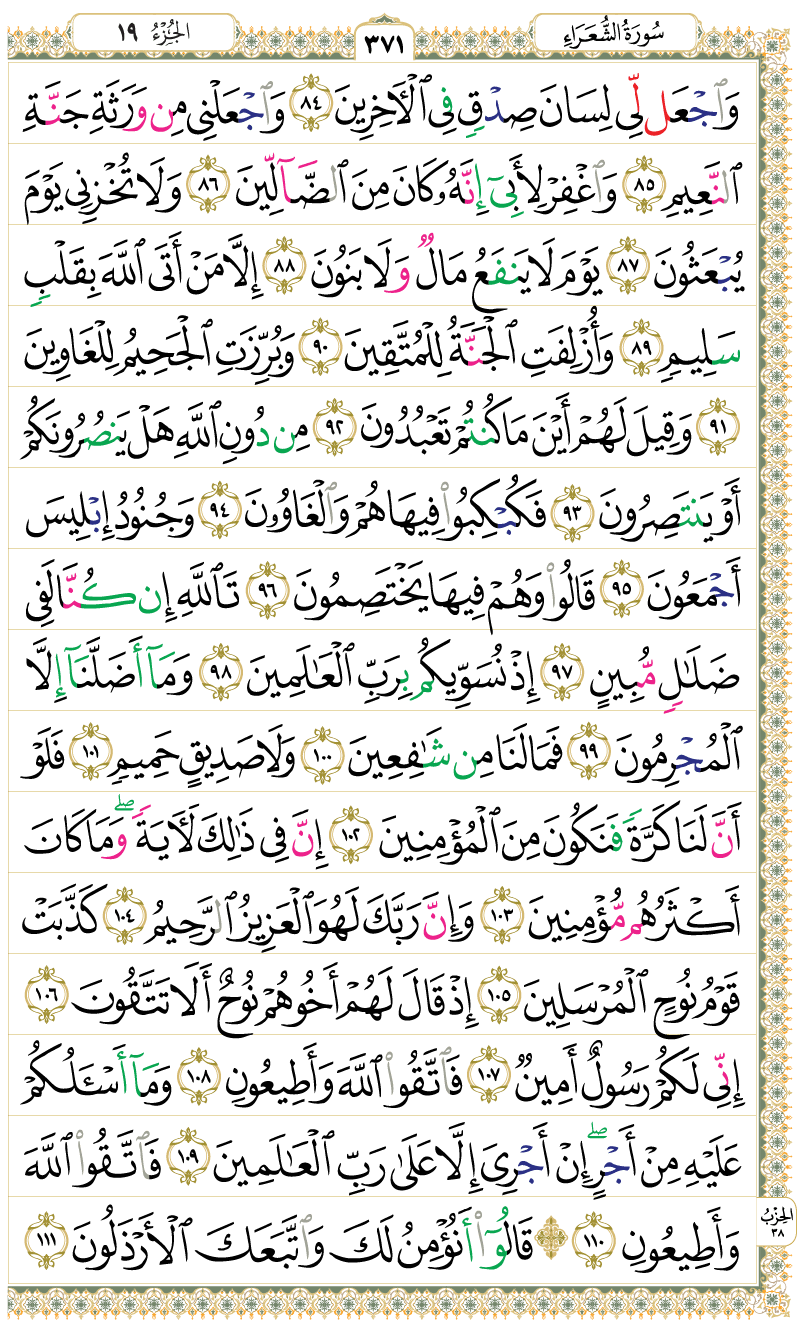 سُورَةُ الشُّعَرَاءِ ٣٧١ الجُزْءُ ١٩
وَٱجْعَل لِّى لِسَانَ صِدْقٍ فِى ٱلْـَٔاخِرِينَ ٨٤ وَٱجْعَلْنِى مِن وَرَثَةِ جَنَّةِ
ٱلنَّعِيمِ ٨٥ وَٱغْفِرْ لِأَبِىٓ إِنَّهُۥ كَانَ مِنَ ٱلضَّآلِّينَ ٨٦ وَلَا تُخْزِنِى يَوْمَ
يُبْعَثُونَ ٨٧ يَوْمَ لَا يَنفَعُ مَالٌ وَلَا بَنُونَ ٨٨ إِلَّا مَنْ أَتَى ٱللَّهَ بِقَلْبٍ
سَلِيمٍ ٨٩ وَأُزْلِفَتِ ٱلْجَنَّةُ لِلْمُتَّقِينَ ٩٠ وَبُرِّزَتِ ٱلْجَحِيمُ لِلْغَاوِينَ
٩١ وَقِيلَ لَهُمْ أَيْنَ مَا كُنتُمْ تَعْبُدُونَ ٩٢ مِن دُونِ ٱللَّهِ هَلْ يَنصُرُونَكُمْ
أَوْ يَنتَصِرُونَ ٩٣ فَكُبْكِبُوا۟ فِيهَا هُمْ وَٱلْغَاوُۥنَ ٩٤ وَجُنُودُ إِبْلِيسَ
أَجْمَعُونَ ٩٥ قَالُوا۟ وَهُمْ فِيهَا يَخْتَصِمُونَ ٩٦ تَٱللَّهِ إِن كُنَّا لَفِى
ضَلَـٰلٍ مُّبِينٍ ٩٧ إِذْ نُسَوِّيكُم بِرَبِّ ٱلْعَـٰلَمِينَ ٩٨ وَمَآ أَضَلَّنَآ إِلَّا
ٱلْمُجْرِمُونَ ٩٩ فَمَا لَنَا مِن شَـٰفِعِينَ ١٠٠ وَلَا صَدِيقٍ حَمِيمٍ ١٠١ فَلَوْ
أَنَّ لَنَا كَرَّةً فَنَكُونَ مِنَ ٱلْمُؤْمِنِينَ ١٠٢ إِنَّ فِى ذَٰلِكَ لَـَٔايَةً ۖ وَمَا كَانَ
أَكْثَرُهُم مُّؤْمِنِينَ ١٠٣ وَإِنَّ رَبَّكَ لَهُوَ ٱلْعَزِيزُ ٱلرَّحِيمُ ١٠٤ كَذَّبَتْ
قَوْمُ نُوحٍ ٱلْمُرْسَلِينَ ١٠٥ إِذْ قَالَ لَهُمْ أَخُوهُمْ نُوحٌ أَلَا تَتَّقُونَ ١٠٦
إِنِّى لَكُمْ رَسُولٌ أَمِينٌ ١٠٧ فَٱتَّقُوا۟ ٱللَّهَ وَأَطِيعُونِ ١٠٨ وَمَآ أَسْـَٔلُكُمْ
عَلَيْهِ مِنْ أَجْرٍ ۖ إِنْ أَجْرِىَ إِلَّا عَلَىٰ رَبِّ ٱلْعَـٰلَمِينَ ١٠٩ فَٱتَّقُوا۟ ٱللَّهَ
وَأَطِيعُونِ ١١٠ ۞ قَالُوٓا۟ أَنُؤْمِنُ لَكَ وَٱتَّبَعَكَ ٱلْأَرْذَلُونَ ١١١
الحِزْبُ
٣٨